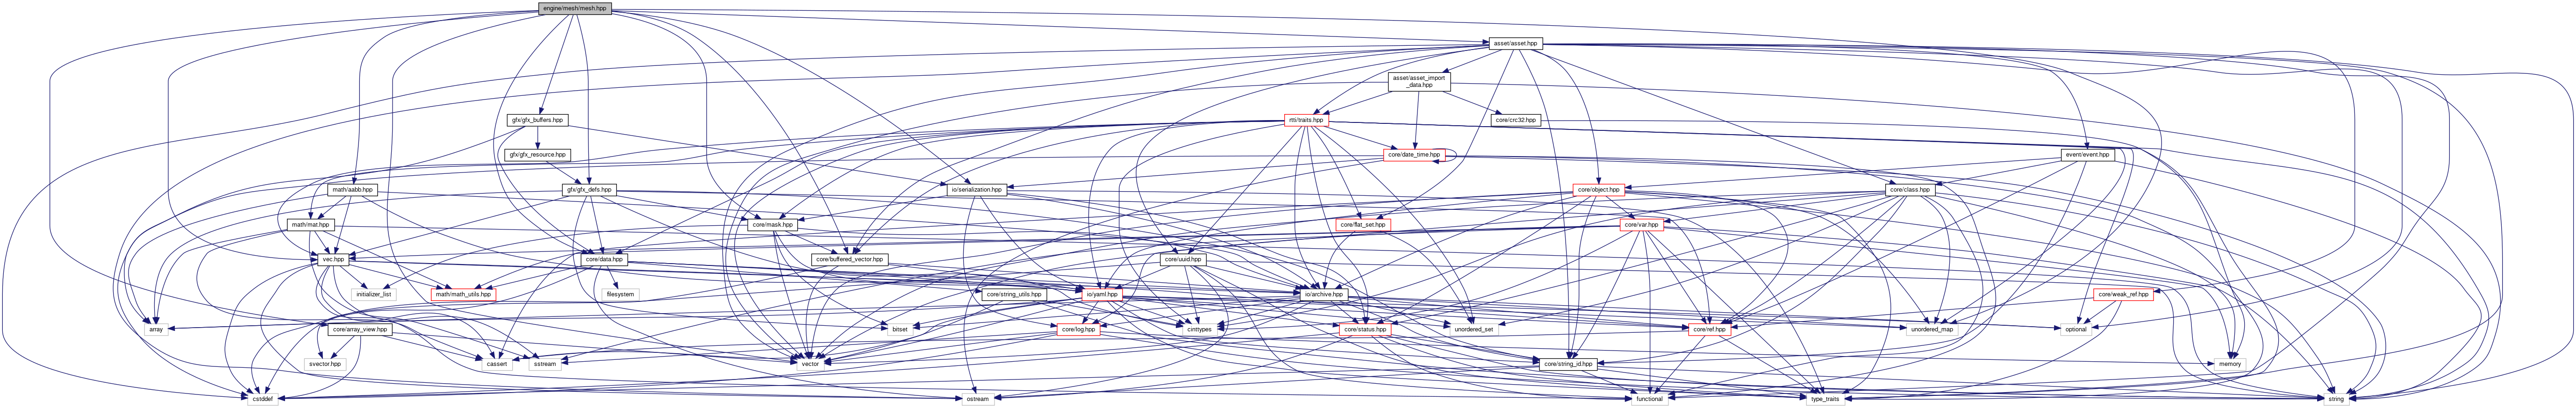 engine/mesh/mesh.hpp
asset/asset.hpp
asset/asset_import
_data.hpp
gfx/gfx_buffers.hpp
rtti/traits.hpp
core/crc32.hpp
gfx/gfx_resource.hpp
core/date_time.hpp
event/event.hpp
math/aabb.hpp
gfx/gfx_defs.hpp
io/serialization.hpp
core/object.hpp
core/class.hpp
math/mat.hpp
core/mask.hpp
core/flat_set.hpp
core/var.hpp
vec.hpp
core/data.hpp
core/buffered_vector.hpp
core/uuid.hpp
initializer_list
math/math_utils.hpp
filesystem
core/string_utils.hpp
io/yaml.hpp
io/archive.hpp
core/weak_ref.hpp
array
core/array_view.hpp
bitset
core/log.hpp
cinttypes
unordered_set
core/status.hpp
core/ref.hpp
unordered_map
optional
svector.hpp
cassert
sstream
vector
core/string_id.hpp
memory
cstddef
ostream
functional
type_traits
string